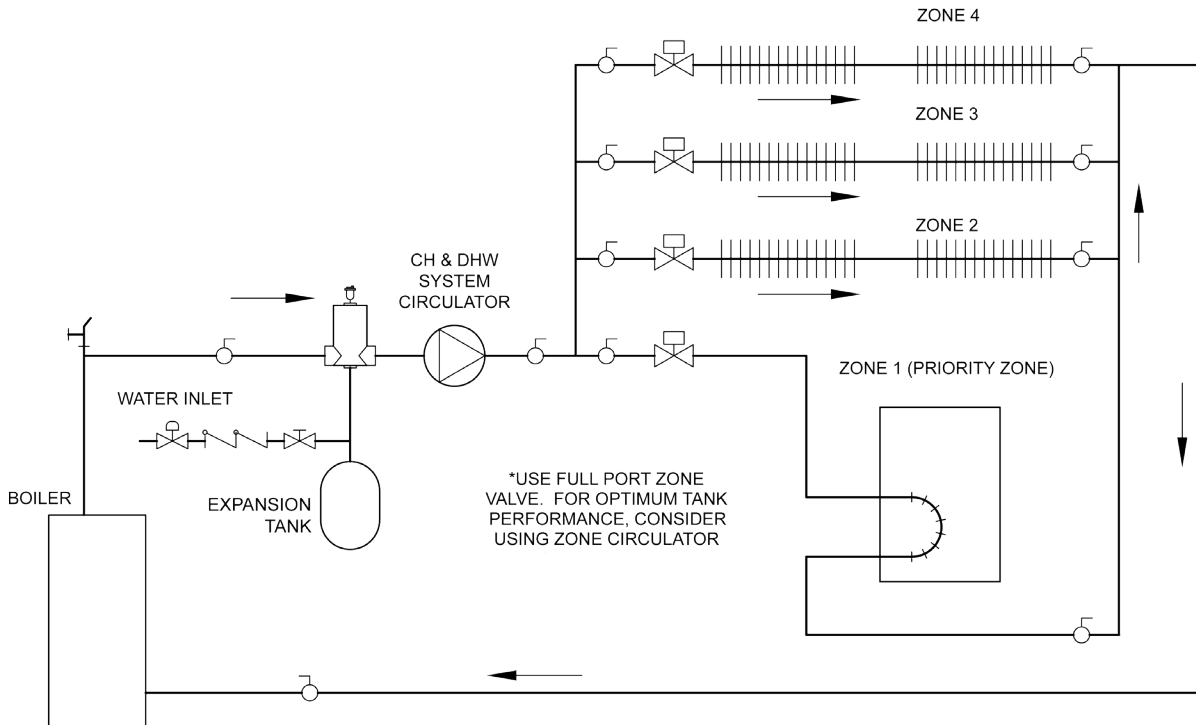 ZONE 4
ZONE 3
ZONE 2
CH & DHW
SYSTEM
CIRCULATOR
ZONE 1 (PRIORITY ZONE)
WATER INLET
*USE FULL PORT ZONE
VALVE. FOR OPTIMUM TANK
PERFORMANCE, CONSIDER
USING ZONE CIRCULATOR
BOILER
EXPANSION
TANK